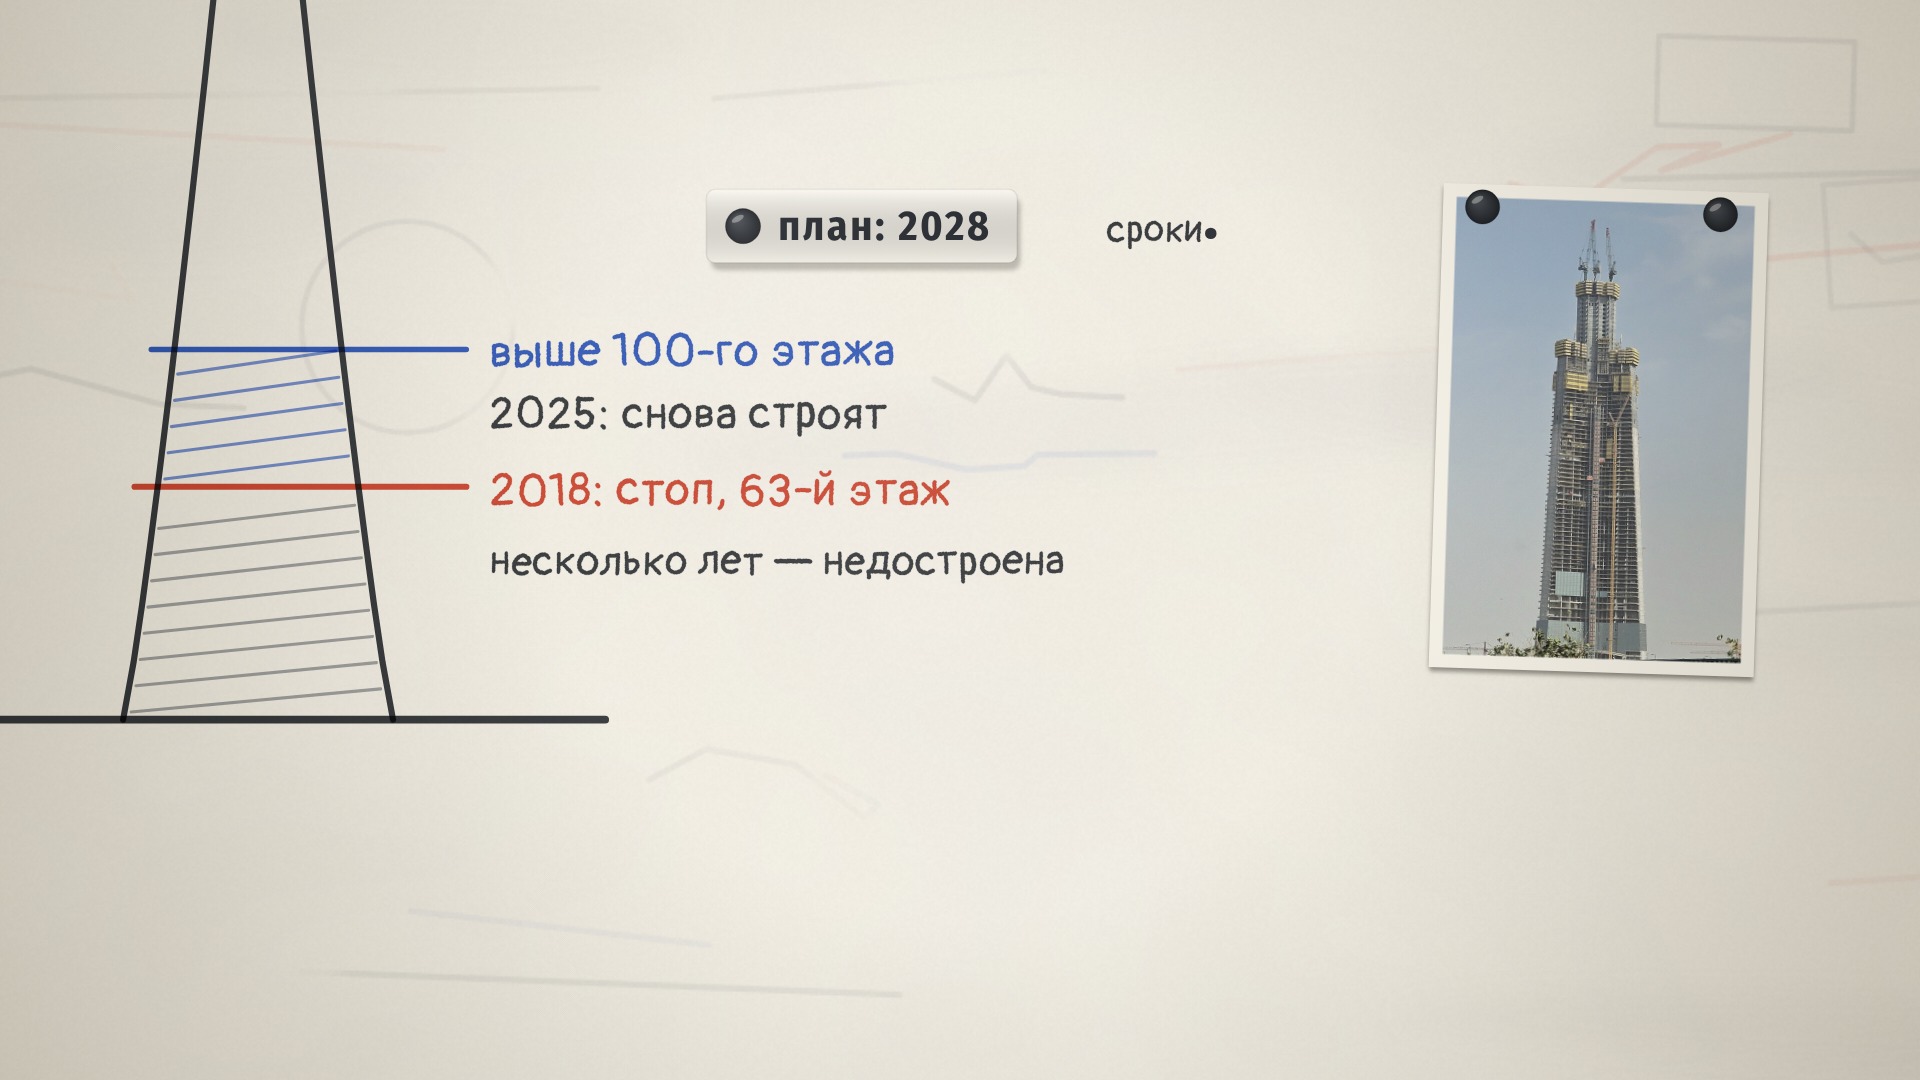 план: 2028
сроки
выше 100-го этажа
2025: снова строят
2018: стоп, 63-й этаж
несколько лет — недостроена